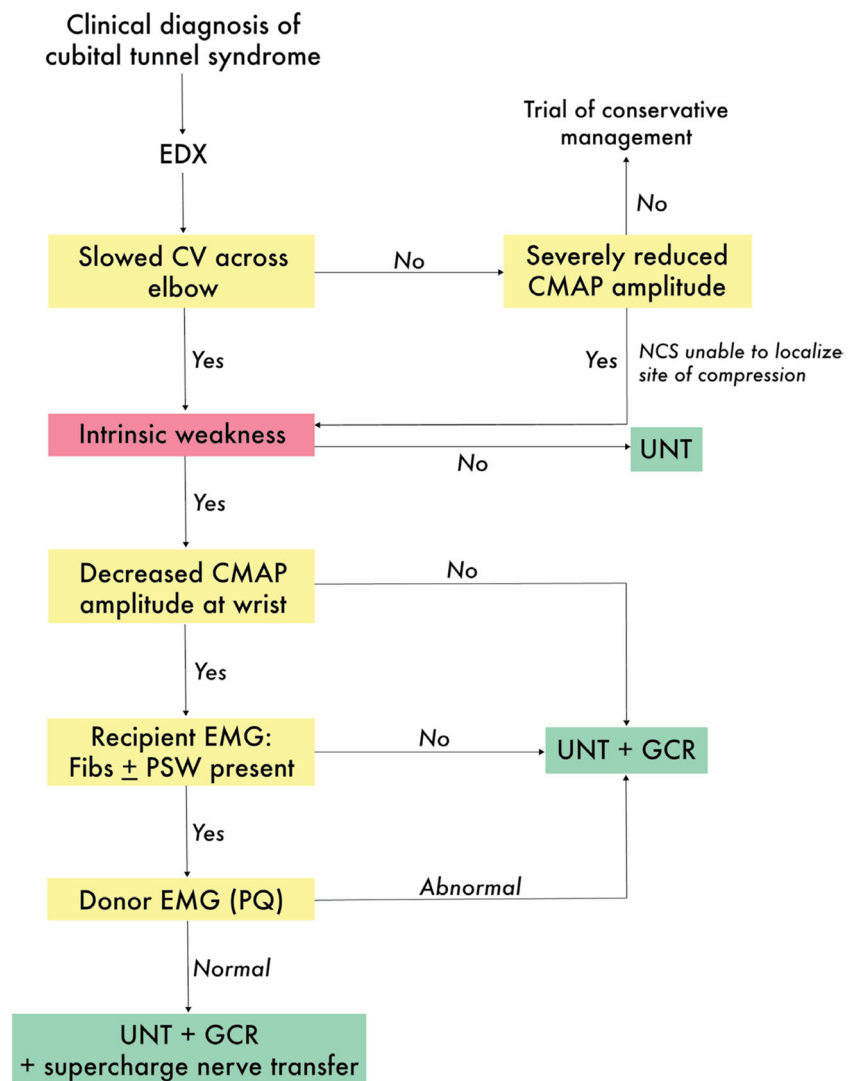 Clinical diagnosis of
cubital tunnel syndrome
Trial of conservative
management
EDX
No
Slowed CV across
elbow
No
Severely reduced
CMAP amplitude
Yes
Yes
NCS unable to localize
site of compression
Intrinsic weakness
No
UNT
Yes
Decreased CMAP
amplitude at wrist
No
Yes
Recipient EMG:
Fibs ± PSW present
No
UNT + GCR
Yes
Donor EMG (PQ)
Abnormal
Normal
UNT + GCR
+ supercharge nerve transfer